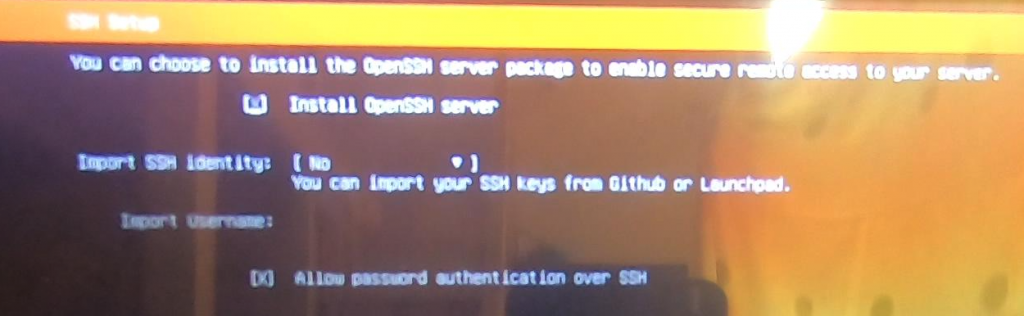 SSH Setup
You can choose to install the OpenSSH server package to enable secure remote access to your server.
Install OpenSSH server
Import SSH identity: [ No ▼ ]
You can import your SSH keys from Github or Launchpad.
Import Username:
[X] Allow password authentication over SSH